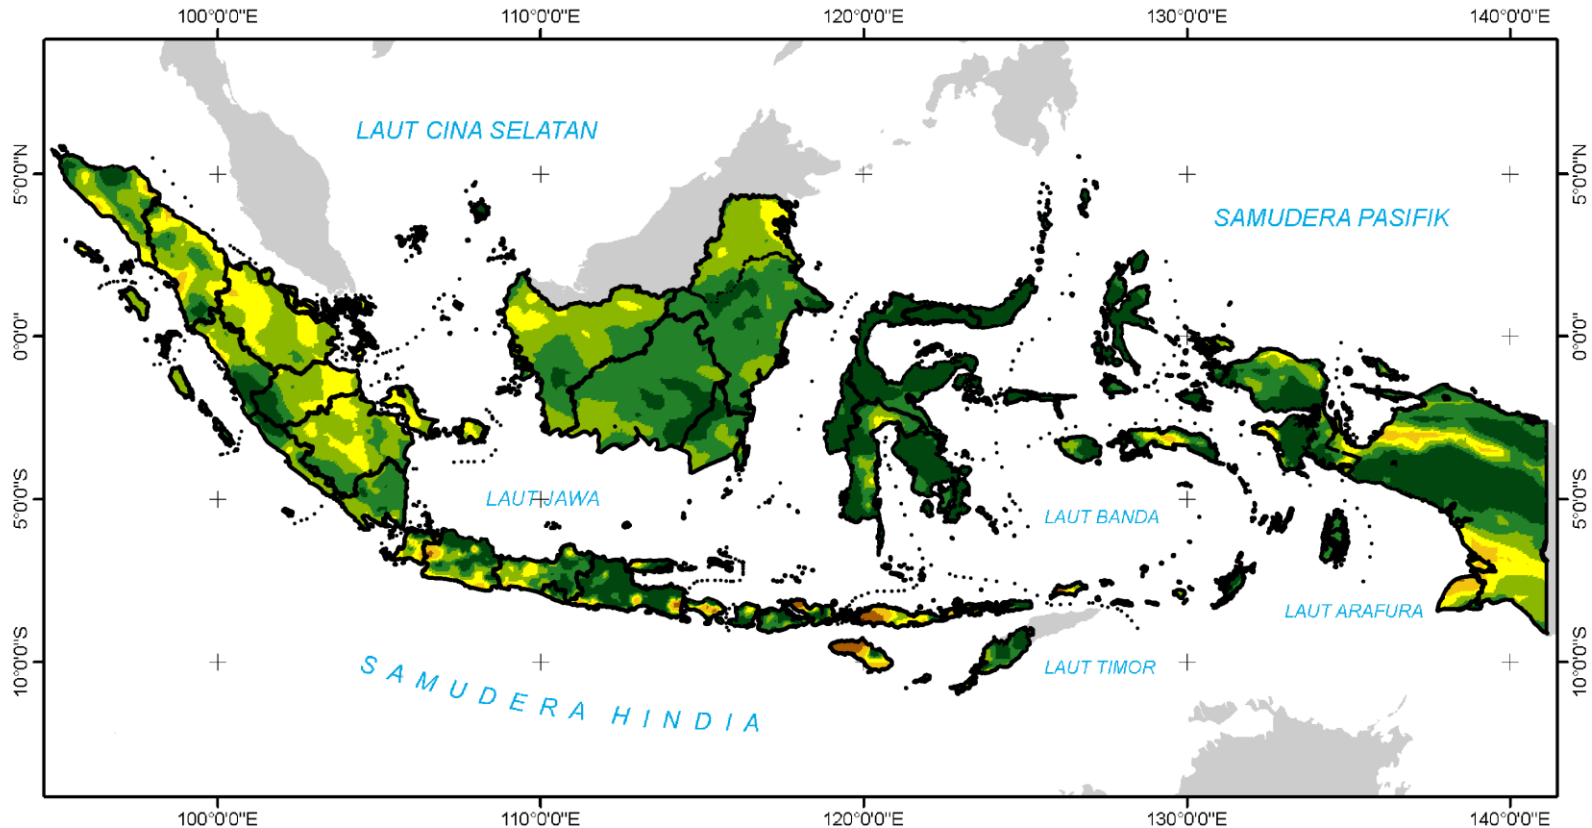 100°0'0"E 110°0'0"E 120°0'0"E 130°0'0"E 140°0'0"E
LAUT CINA SELATAN
5°0'0"N 5°0'0"N
SAMUDERA PASIFIK
0°0'0" 0°0'0"
LAUT JAWA
5°0'0"S 5°0'0"S
LAUT BANDA
LAUT ARAFURA
10°0'0"S 10°0'0"S
LAUT TIMOR
SAMUDERA HINDIA
100°0'0"E 110°0'0"E 120°0'0"E 130°0'0"E 140°0'0"E